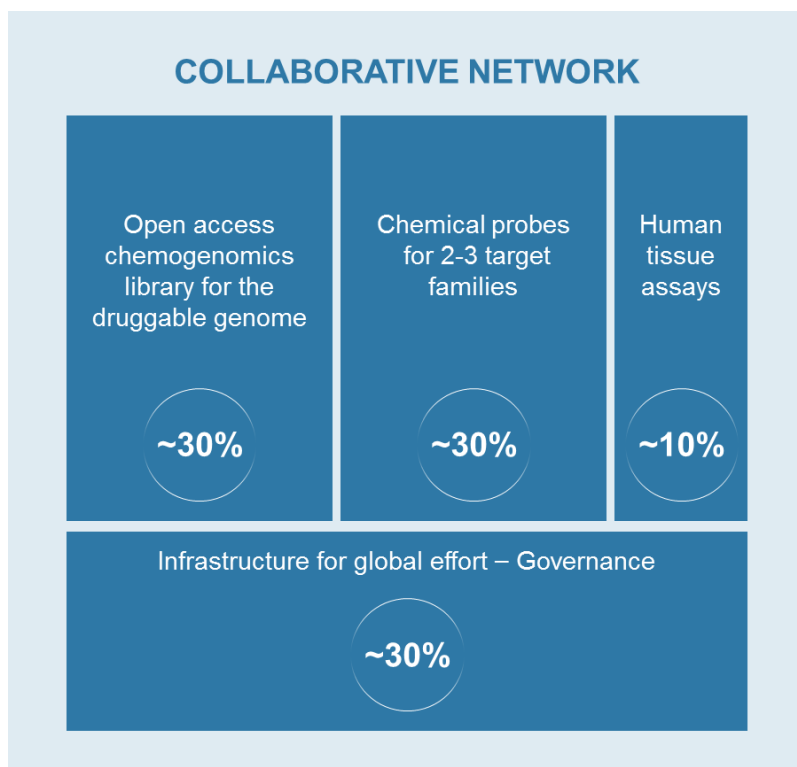 COLLABORATIVE NETWORK
Open access
chemogenomics
library for the
druggable genome
~30%
Chemical probes
for 2-3 target
families
~30%
Human
tissue
assays
~10%
Infrastructure for global effort – Governance
~30%